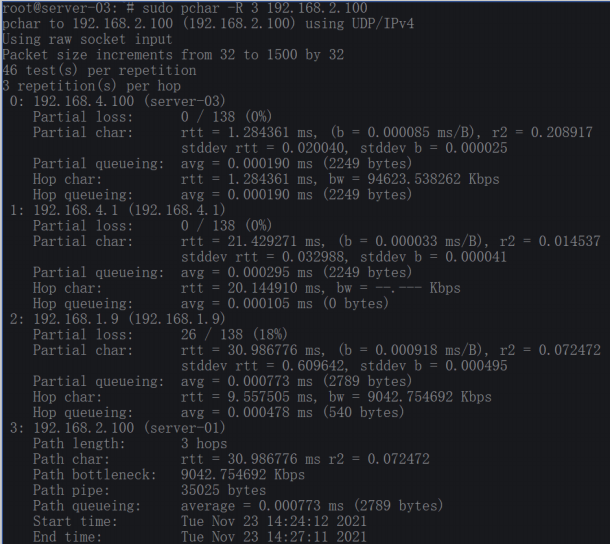 root@server-03: # sudo pchar -R 3 192.168.2.100
pchar to 192.168.2.100 (192.168.2.100) using UDP/IPv4
Using raw socket input
Packet size increments from 32 to 1500 by 32
46 test(s) per repetition
3 repetition(s) per hop
 0: 192.168.4.100 (server-03)
    Partial loss:      0 / 138 (0%)
    Partial char:      rtt = 1.284361 ms, (b = 0.000085 ms/B), r2 = 0.208917
                       stddev rtt = 0.020040, stddev b = 0.000025
    Partial queueing:  avg = 0.000190 ms (2249 bytes)
    Hop char:          rtt = 1.284361 ms, bw = 94623.538262 Kbps
    Hop queueing:      avg = 0.000190 ms (2249 bytes)
 1: 192.168.4.1 (192.168.4.1)
    Partial loss:      0 / 138 (0%)
    Partial char:      rtt = 21.429271 ms, (b = 0.000033 ms/B), r2 = 0.014537
                       stddev rtt = 0.032988, stddev b = 0.000041
    Partial queueing:  avg = 0.000295 ms (2249 bytes)
    Hop char:          rtt = 20.144910 ms, bw = --.--- Kbps
    Hop queueing:      avg = 0.000105 ms (0 bytes)
 2: 192.168.1.9 (192.168.1.9)
    Partial loss:      26 / 138 (18%)
    Partial char:      rtt = 30.986776 ms, (b = 0.000918 ms/B), r2 = 0.072472
                       stddev rtt = 0.609642, stddev b = 0.000495
    Partial queueing:  avg = 0.000773 ms (2789 bytes)
    Hop char:          rtt = 9.557505 ms, bw = 9042.754692 Kbps
    Hop queueing:      avg = 0.000478 ms (540 bytes)
 3: 192.168.2.100 (server-01)
    Path length:       3 hops
    Path char:         rtt = 30.986776 ms r2 = 0.072472
    Path bottleneck:   9042.754692 Kbps
    Path pipe:         35025 bytes
    Path queueing:     average = 0.000773 ms (2789 bytes)
    Start time:        Tue Nov 23 14:24:12 2021
    End time:          Tue Nov 23 14:27:11 2021